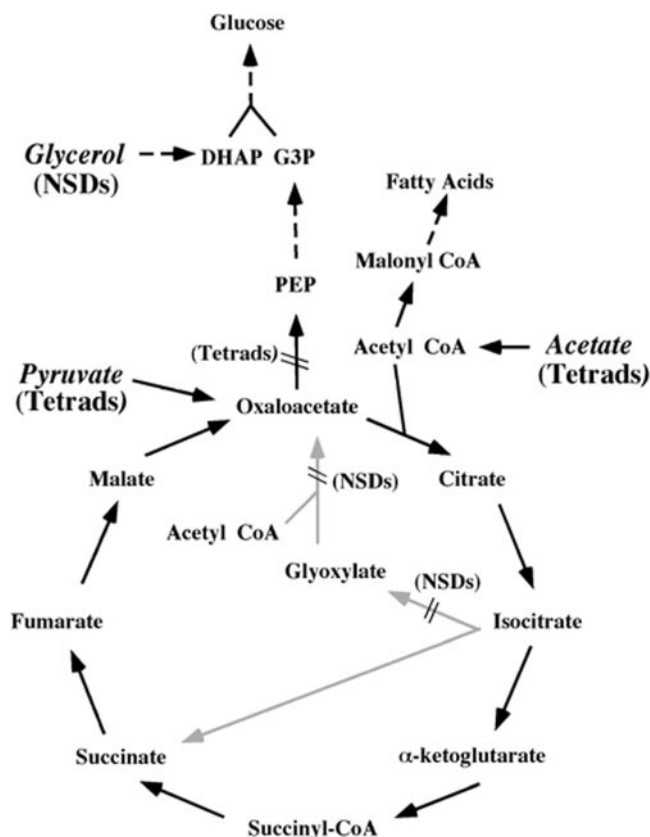 Glucose
Glycerol
(NSDs)
DHAP G3P
Fatty Acids
Malonyl CoA
PEP
(Tetrads)
Acetyl CoA
Acetate
(Tetrads)
Pyruvate
(Tetrads)
Oxaloacetate
Malate
(NSDs)
Citrate
Acetyl CoA
Glyoxylate
(NSDs)
Fumarate
Isocitrate
Succinate
α-ketoglutarate
Succinyl-CoA